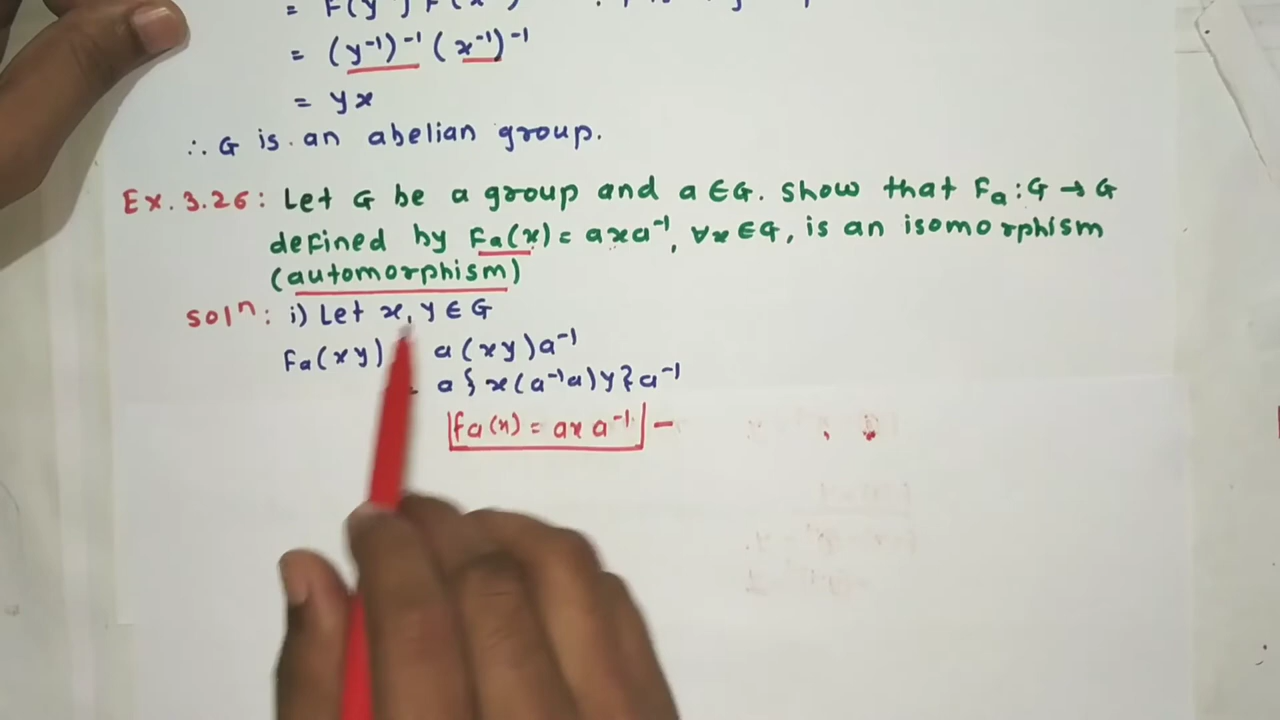 = (y⁻¹)⁻¹ (x⁻¹)⁻¹
= yx
∴ G is an abelian group.
Ex. 3.26: Let G be a group and a ∈ G. show that Fa : G → G
defined by Fa(x) = axa⁻¹, ∀x ∈ G, is an isomorphism
(automorphism)
Solⁿ: i) Let x, y ∈ G
Fa(xy) a(xy)a⁻¹
= a{x(a⁻¹a)y}a⁻¹
fa(x) = axa⁻¹ –